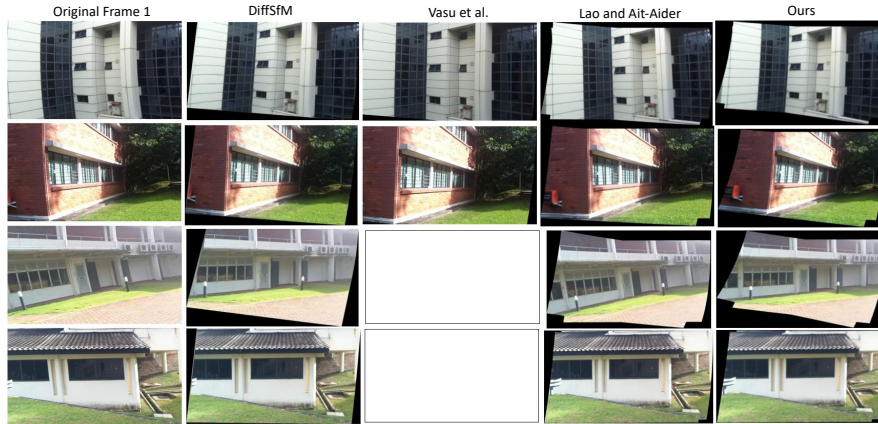 Original Frame 1
DiffSfM
Vasu et al.
Lao and Ait-Aider
Ours